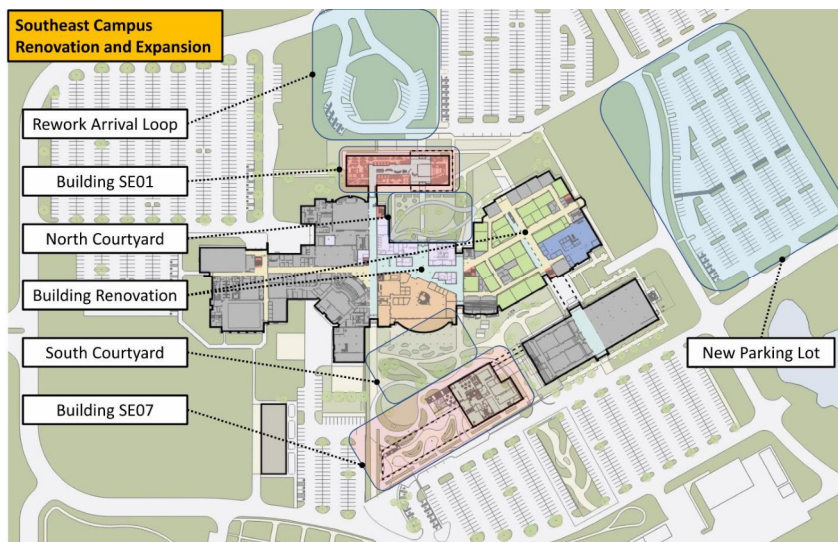 Southeast Campus
Renovation and Expansion
Rework Arrival Loop
Building SE01
North Courtyard
Building Renovation
South Courtyard
Building SE07
New Parking Lot